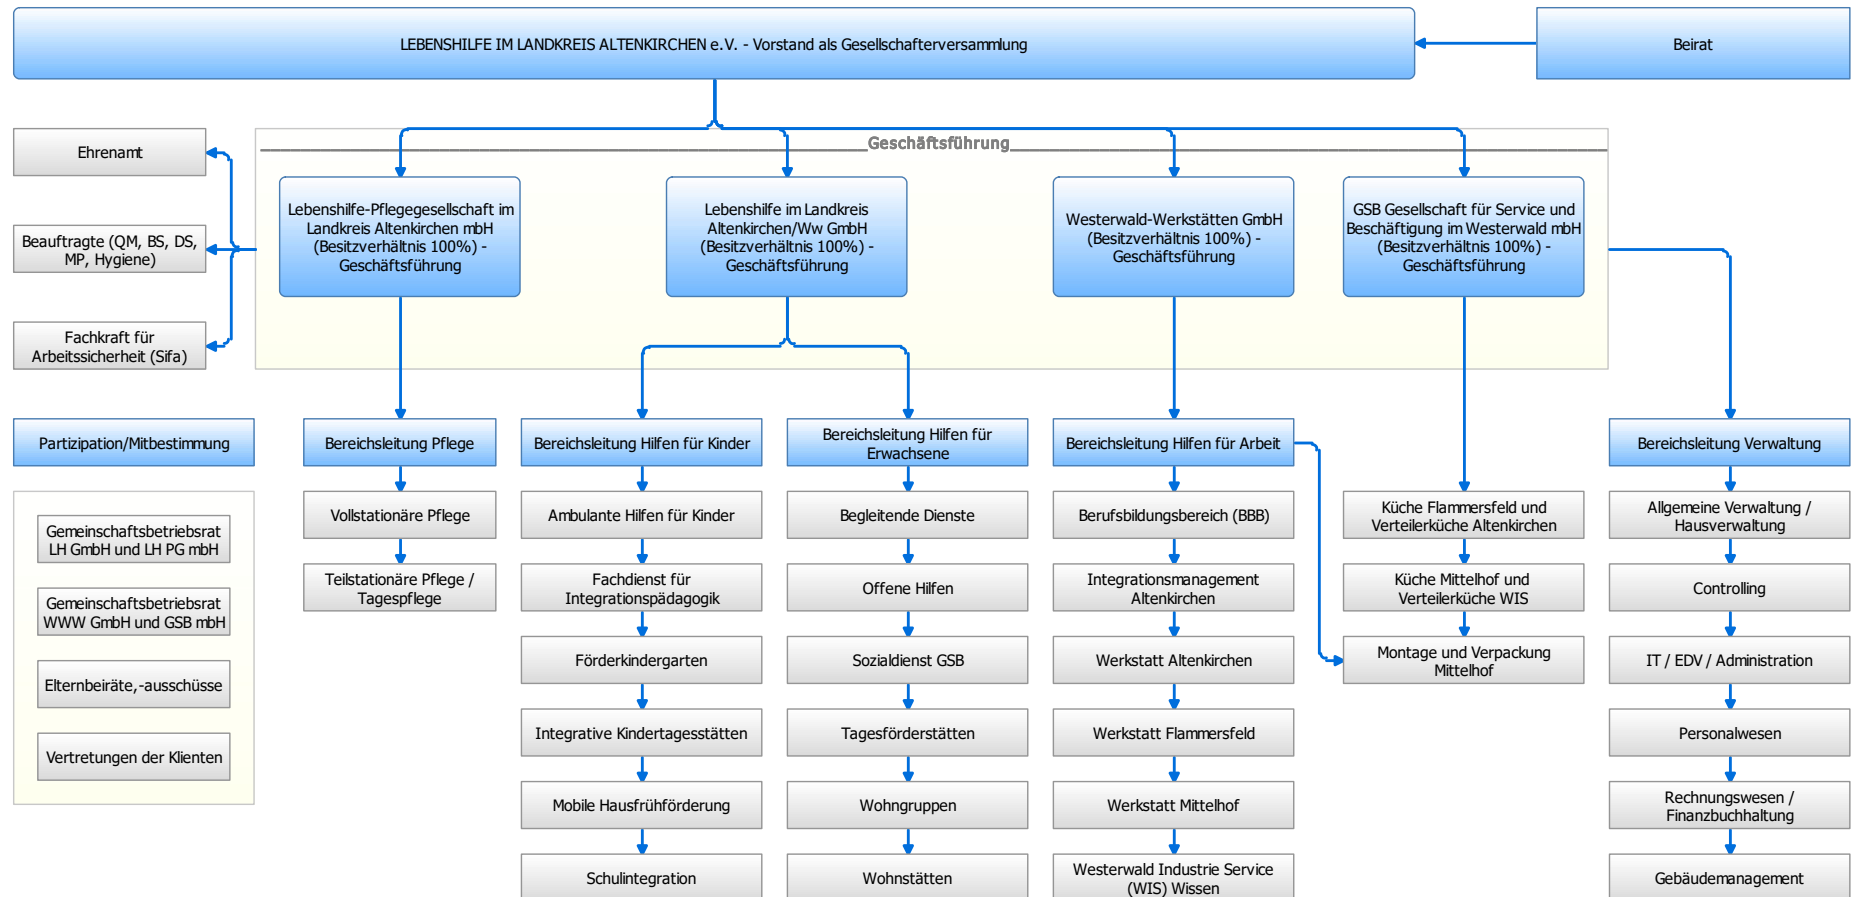 LEBENSHILFE IM LANDKREIS ALTENKIRCHEN e.V. - Vorstand als Gesellschafterversammlung
Beirat
Geschäftsführung
Ehrenamt
Beauftragte (QM, BS, DS,
MP, Hygiene)
Fachkraft für
Arbeitssicherheit (Sifa)
Lebenshilfe-Pflegegesellschaft im
Landkreis Altenkirchen mbH
(Besitzverhältnis 100%) -
Geschäftsführung
Lebenshilfe im Landkreis
Altenkirchen/Ww GmbH
(Besitzverhältnis 100%) -
Geschäftsführung
Westerwald-Werkstätten GmbH
(Besitzverhältnis 100%) -
Geschäftsführung
GSB Gesellschaft für Service und
Beschäftigung im Westerwald mbH
(Besitzverhältnis 100%) -
Geschäftsführung
Partizipation/Mitbestimmung
Gemeinschaftsbetriebsrat
LH GmbH und LH PG mbH
Gemeinschaftsbetriebsrat
WWW GmbH und GSB mbH
Elternbeiräte,-ausschüsse
Vertretungen der Klienten
Bereichsleitung Pflege
Vollstationäre Pflege
Teilstationäre Pflege /
Tagespflege
Bereichsleitung Hilfen für Kinder
Ambulante Hilfen für Kinder
Fachdienst für
Integrationspädagogik
Förderkindergarten
Integrative Kindertagesstätten
Mobile Hausfrühförderung
Schulintegration
Bereichsleitung Hilfen für
Erwachsene
Begleitende Dienste
Offene Hilfen
Sozialdienst GSB
Tagesförderstätten
Wohngruppen
Wohnstätten
Bereichsleitung Hilfen für Arbeit
Berufsbildungsbereich (BBB)
Integrationsmanagement
Altenkirchen
Werkstatt Altenkirchen
Werkstatt Flammersfeld
Werkstatt Mittelhof
Westerwald Industrie Service
(WIS) Wissen
Küche Flammersfeld und
Verteilerküche Altenkirchen
Küche Mittelhof und
Verteilerküche WIS
Montage und Verpackung
Mittelhof
Bereichsleitung Verwaltung
Allgemeine Verwaltung /
Hausverwaltung
Controlling
IT / EDV / Administration
Personalwesen
Rechnungswesen /
Finanzbuchhaltung
Gebäudemanagement